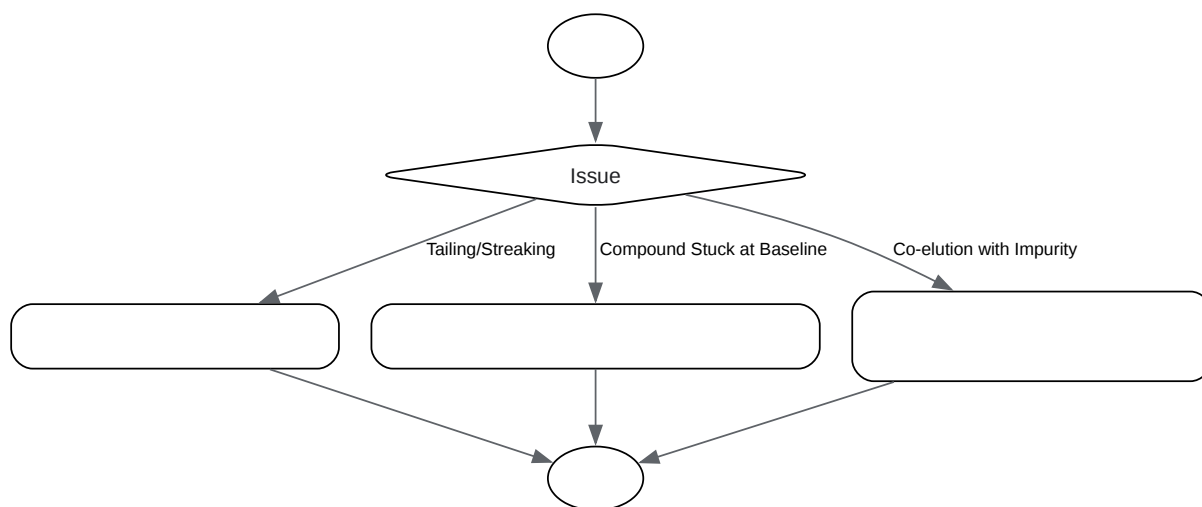 Issue
Tailing/Streaking
Compound Stuck at Baseline
Co-elution with Impurity